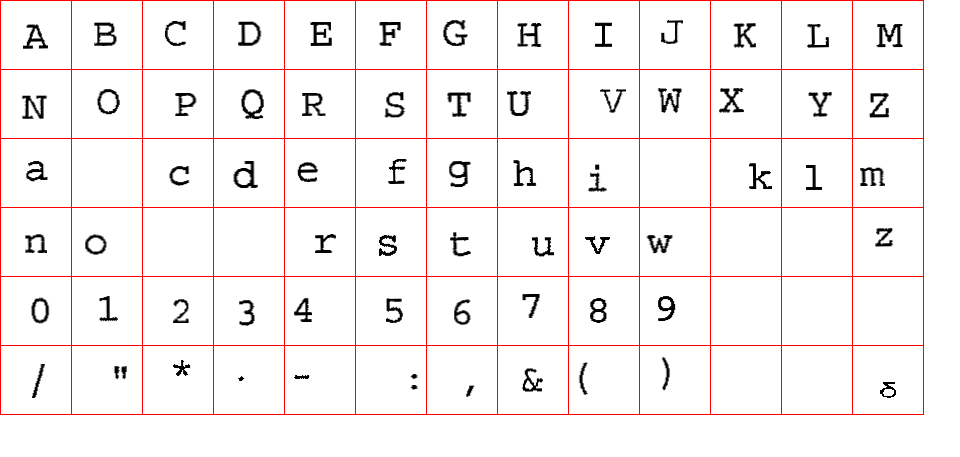 A B C D E F G H I J K L M
N O P Q R S T U V W X Y Z
a c d e f g h i k l m
n o r s t u v w z
0 1 2 3 4 5 6 7 8 9
/ " * . - : , & ( ) δ